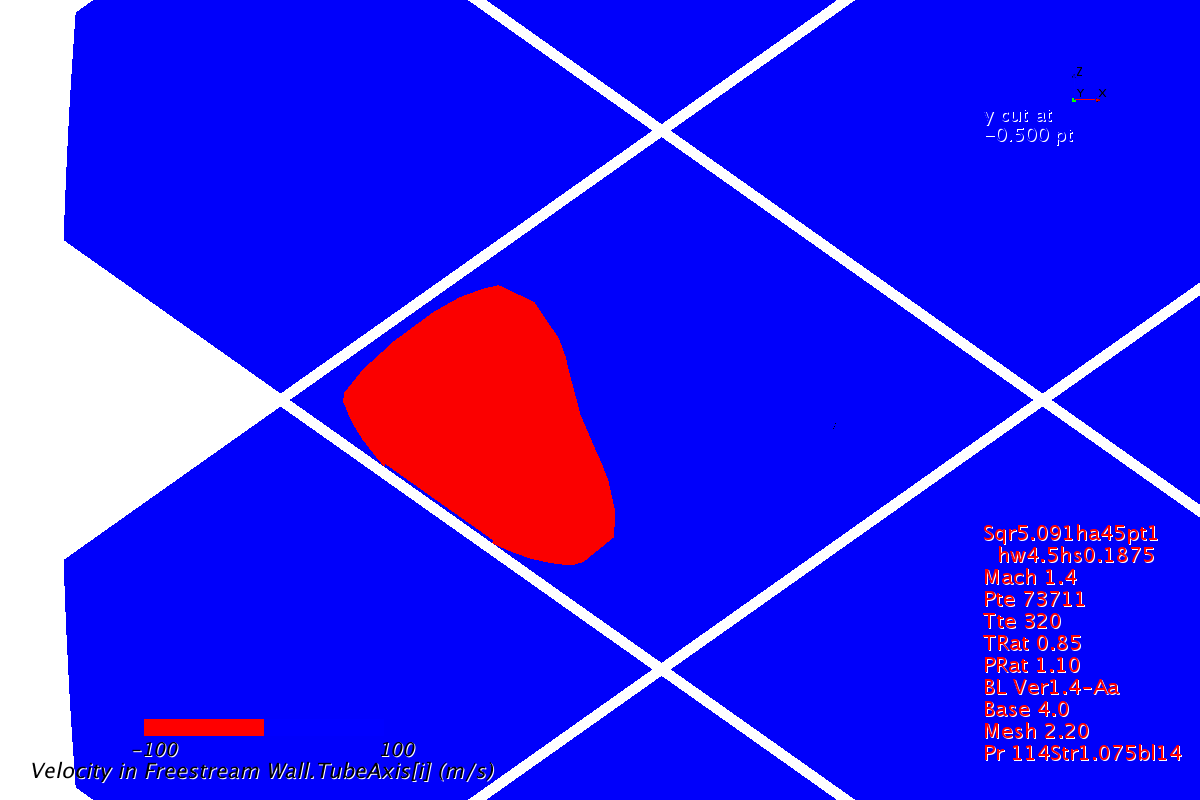 Z
Y X
y cut at
−0.500 pt
Sqr5.091ha45pt1
hw4.5hs0.1875
Mach 1.4
Pte 73711
Tte 320
TRat 0.85
PRat 1.10
BL Ver1.4−Aa
Base 4.0
Mesh 2.20
Pr 114Str1.075bl14
−100 100
Velocity in Freestream Wall.TubeAxis[i] (m/s)